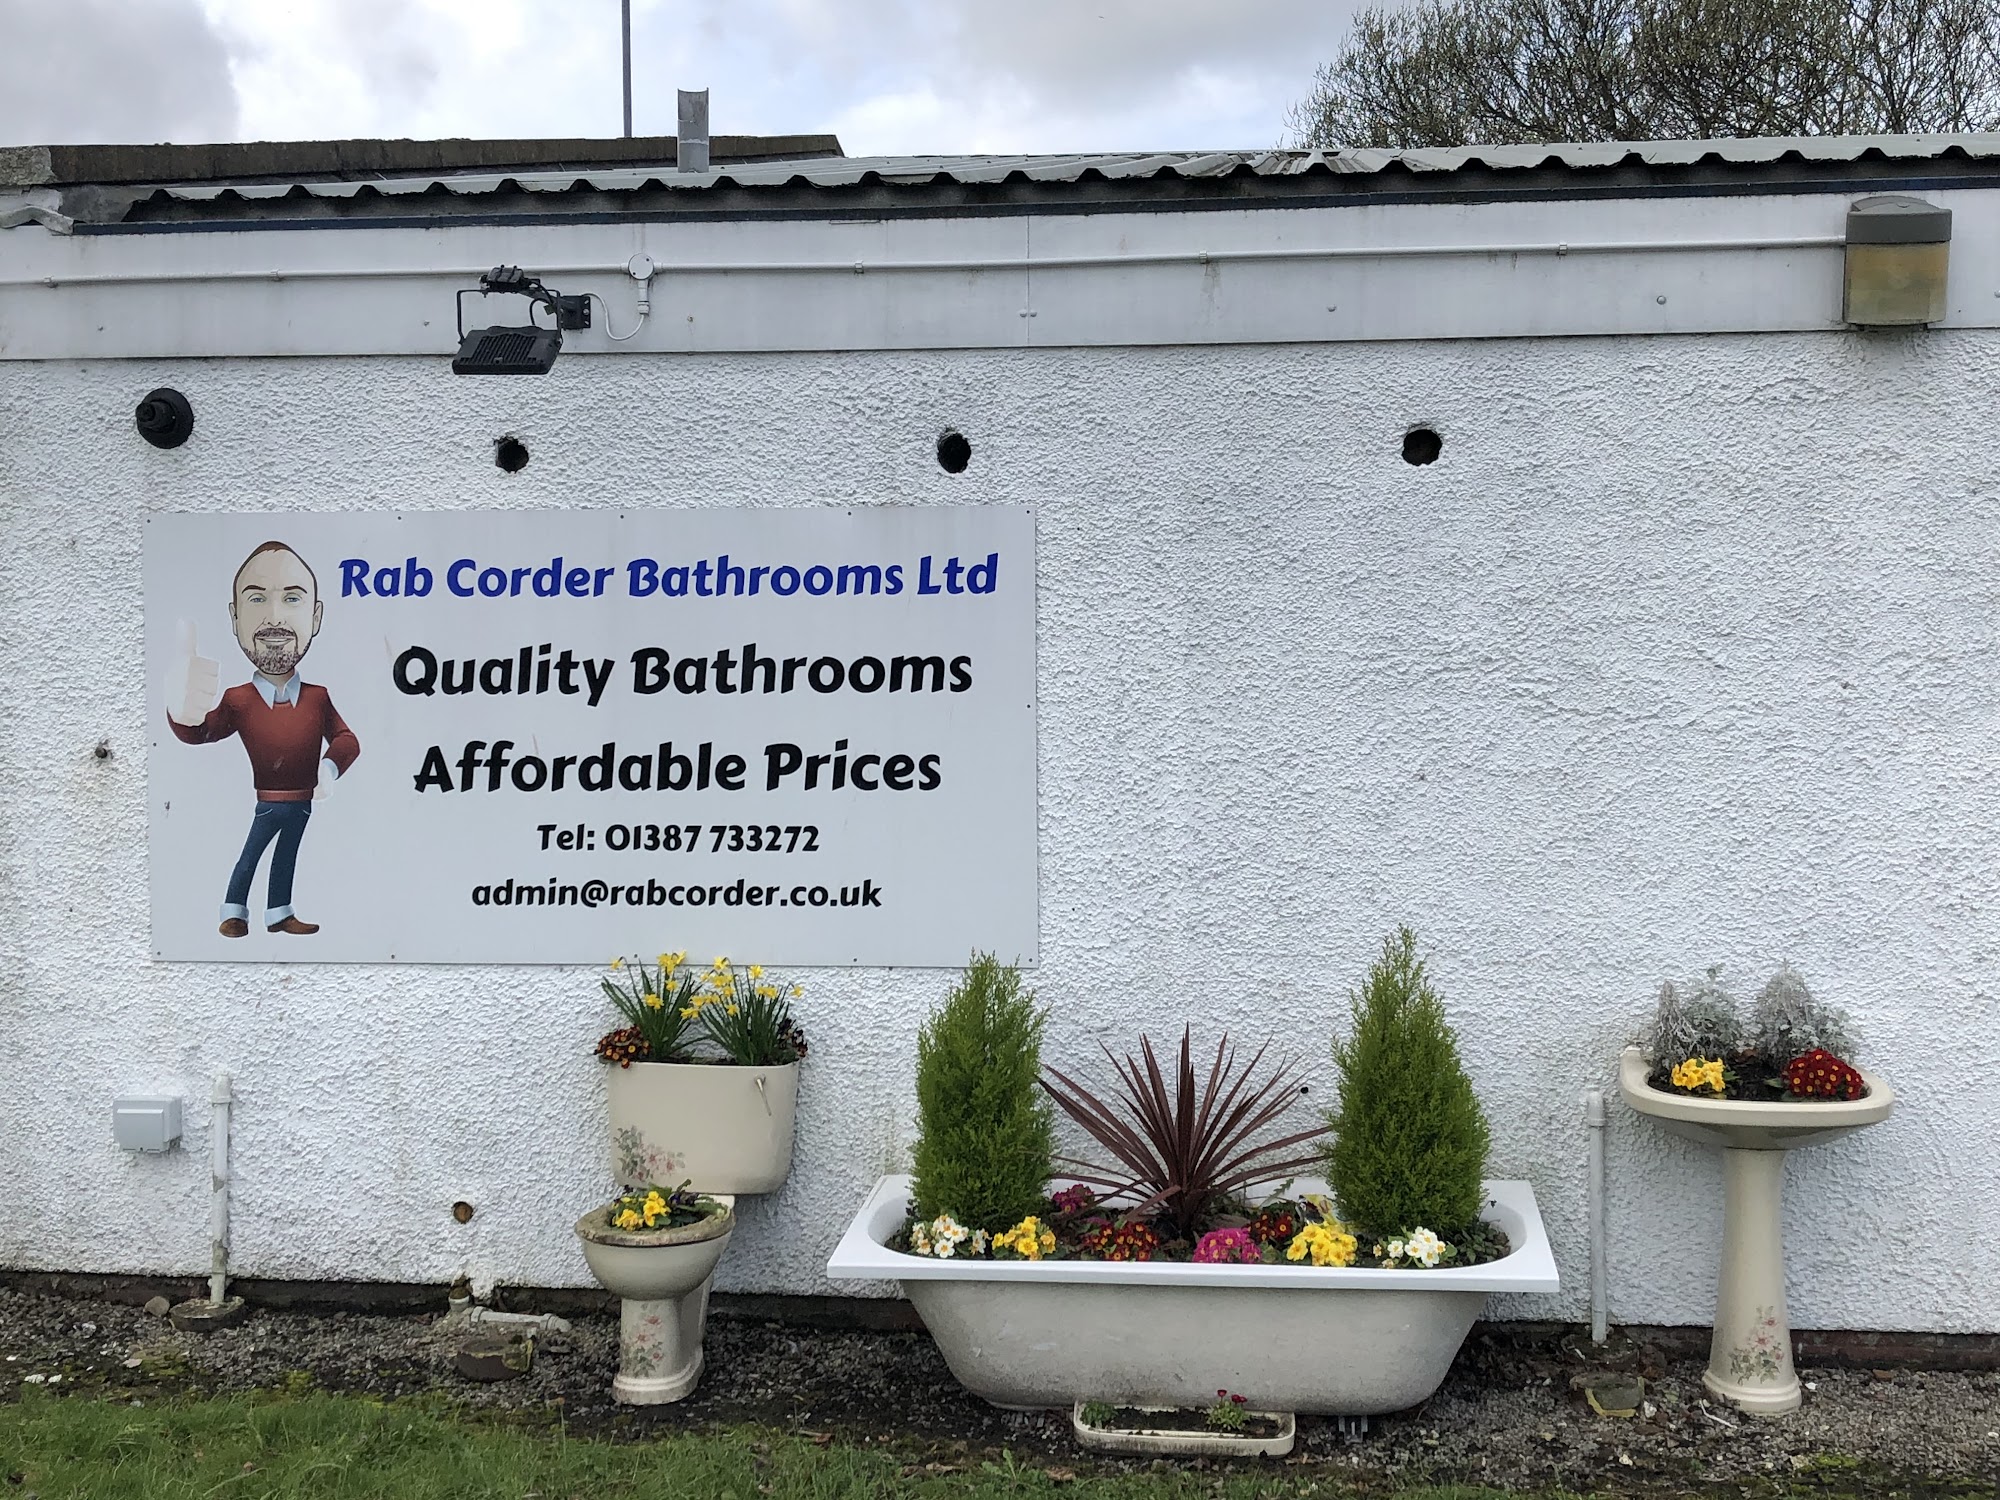 Rab Corder Bathrooms Ltd
Quality Bathrooms
Affordable Prices
Tel: 01387 733272
admin@rabcorder.co.uk